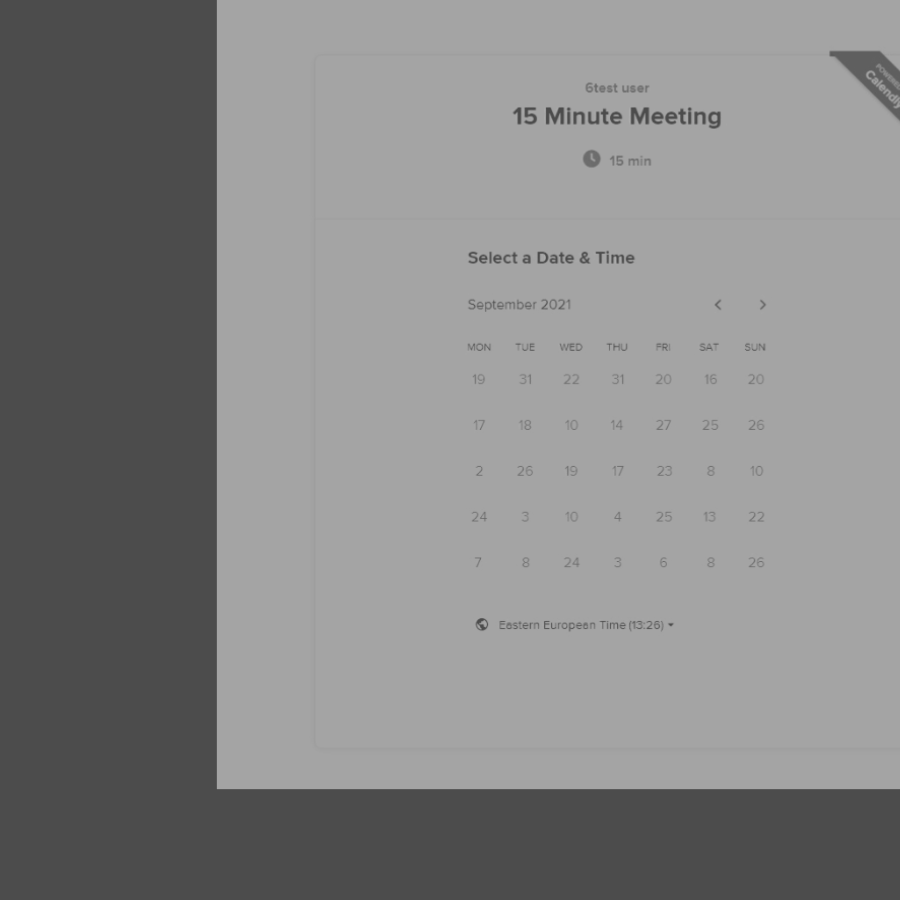 POWERED
Calendly
6test user
15 Minute Meeting
15 min
Select a Date & Time
September 2021
MON TUE WED THU FRI SAT SUN
19 31 22 31 20 16 20
17 18 10 14 27 25 26
2 26 19 17 23 8 10
24 3 10 4 25 13 22
7 8 24 3 6 8 26
Eastern European Time (13:26)